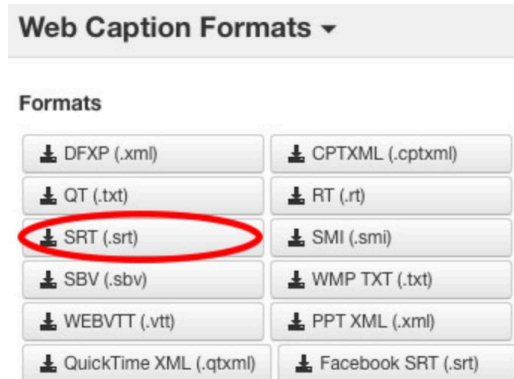 Web Caption Formats
Formats
DFXP (.xml) CPTXML (.cptxml)
QT (.txt) RT (.rt)
SRT (.srt) SMI (.smi)
SBV (.sbv) WMP TXT (.txt)
WEBVTT (.vtt) PPT XML (.xml)
QuickTime XML (.qtxml) Facebook SRT (.srt)